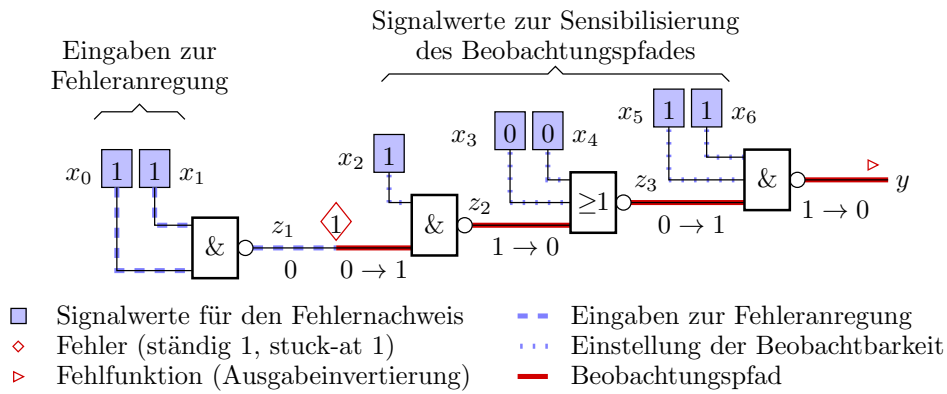 Signalwerte zur Sensibilisierung
des Beobachtungspfades
Eingaben zur
Fehleranregung
x₀ 1 1 x₁
x₂ 1
x₃ 0 0 x₄
x₅ 1 1 x₆
& z₁ 1 & z₂ ≥1 z₃ & y
0 0 → 1 1 → 0 0 → 1 1 → 0
Signalwerte für den Fehlernachweis
Fehler (ständig 1, stuck-at 1)
Fehlfunktion (Ausgabeinvertierung)
Eingaben zur Fehleranregung
Einstellung der Beobachtbarkeit
Beobachtungspfad